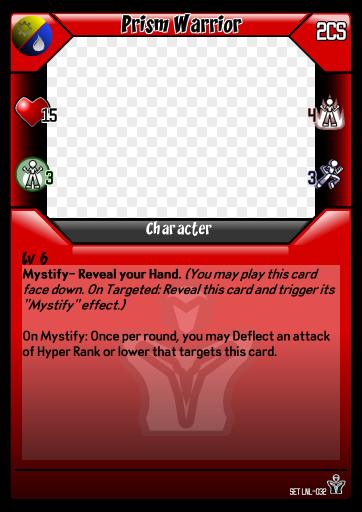 Prism Warrior
2CS
15
4
3
3
Character
Lv 6
Mystify- Reveal your Hand. (You may play this card
face down. On Targeted: Reveal this card and trigger its
"Mystify" effect.)
On Mystify: Once per round, you may Deflect an attack
of Hyper Rank or lower that targets this card.
SET LNL-032